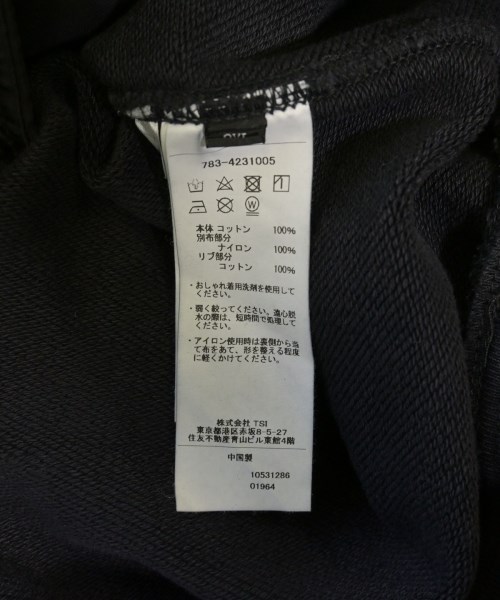 783-4231005
W
本体 コットン 100%
別布部分
ナイロン 100%
リブ部分
コットン 100%
・おしゃれ着用洗剤を使用して
ください。
・弱く絞ってください。遠心脱
水の際は、短時間で処理して
ください。
・アイロン使用時は裏側から当
て布をあて、形を整える程度
に軽くかけてください。
株式会社 TSI
東京都港区赤坂8-5-27
住友不動産青山ビル東館4階
中国製
10531286
01964